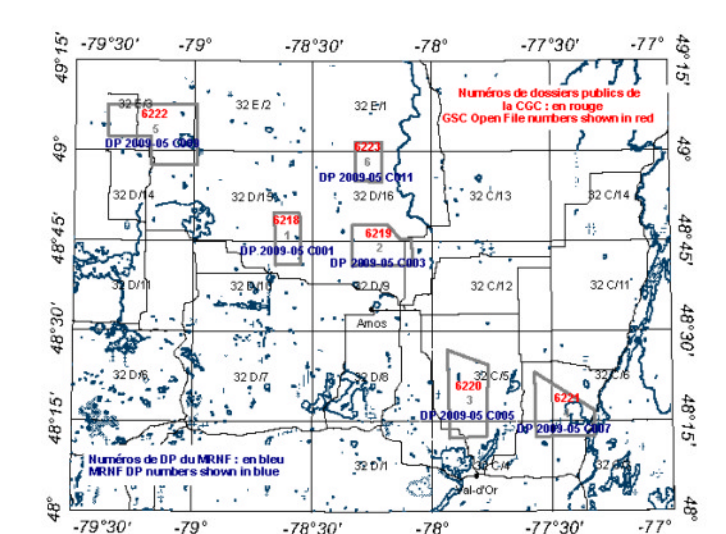 -79°30' -79° -78°30' -78° -77°30' -77°
49°15' 49°15'
Numéros de dossiers publics de
la CGC : en rouge
GSC Open File numbers shown in red
32 E/3 32 E/2 32 E/1
6222
5
DP 2009-05
49° 49°
6223
6
DP 2009-05 C011
32 D/14 32 D/15 32 D/16 32 C/13 32 C/14
6218 6219
1 2
48°45' 48°45'
DP 2009-05 C001 DP 2009-05 C003
32 D/11 32 D/10 32 D/9 32 C/12 32 C/11
48°30' 48°30'
Amos
32 D/6 32 D/7 32 D/8 32 C/5 32 C/6
6220 6221
3
48°15' 48°15'
DP 2009-05 C005 DP 2009-05 C007
Numéros de DP du MRNF : en bleu
MRNF DP numbers shown in blue
32 D/1 32 C/4
Val-d'Or
48° 48°
-79°30' -79° -78°30' -78° -77°30' -77°